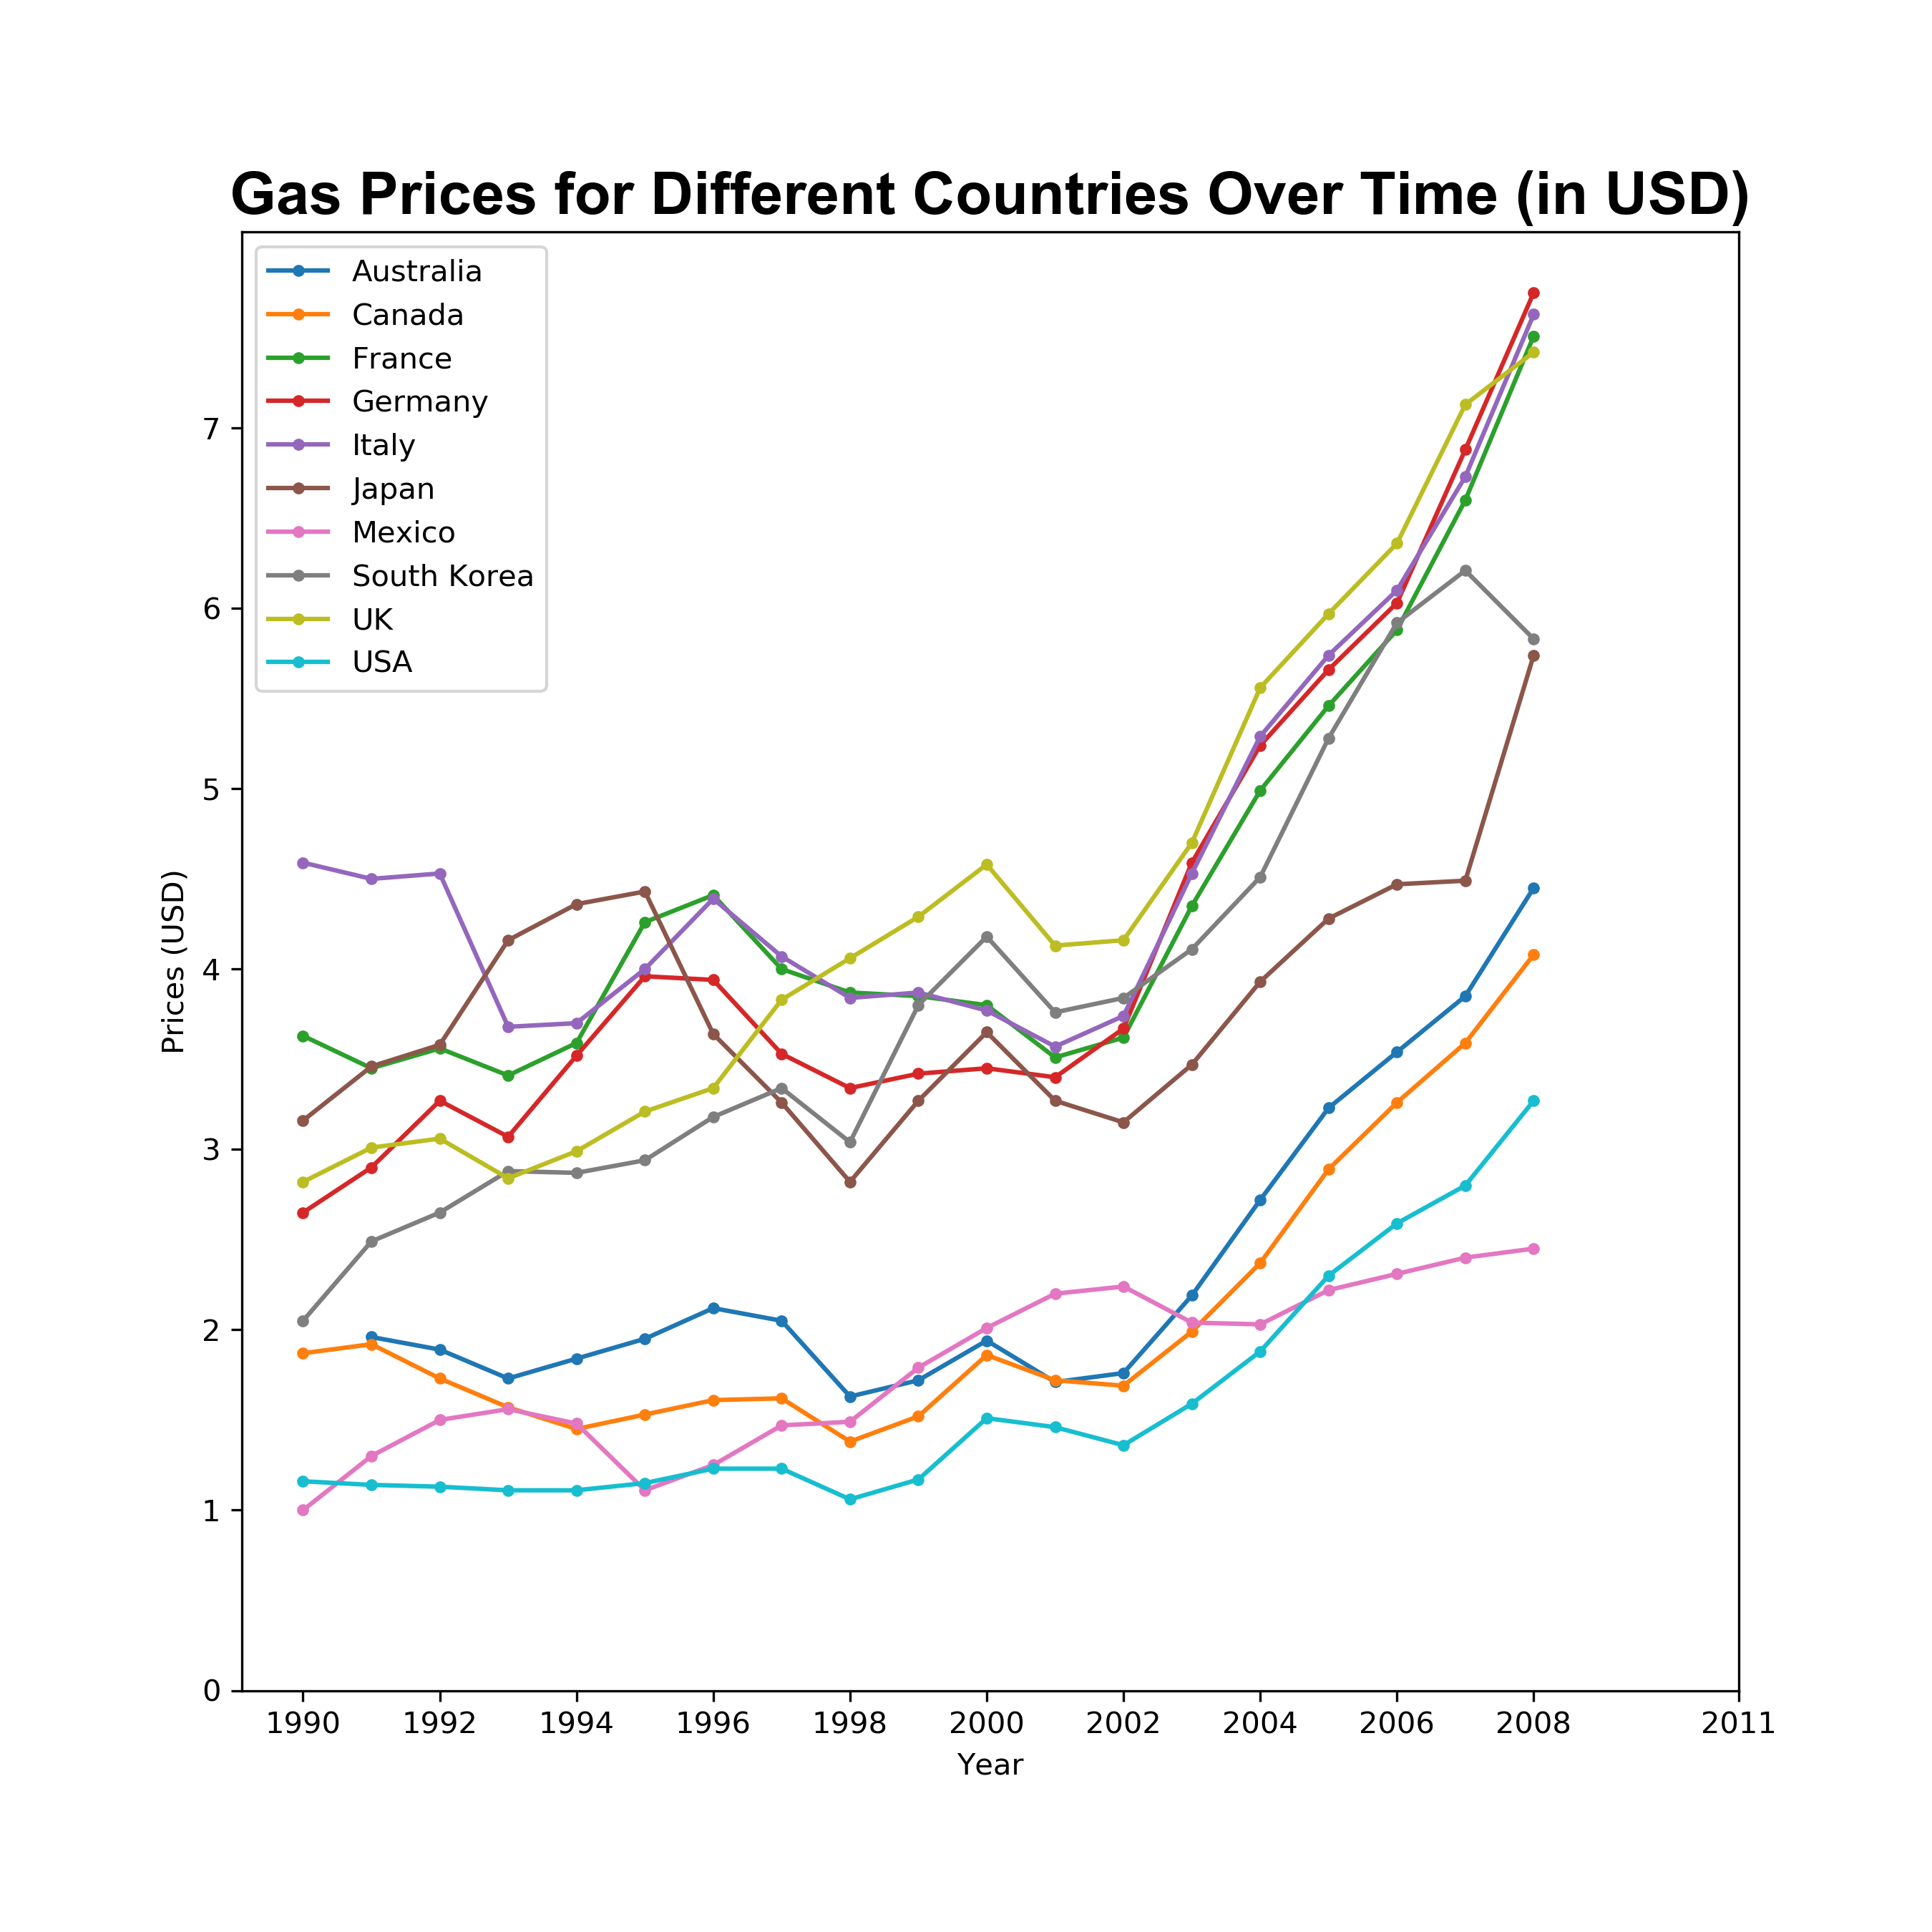 Gas Prices for Different Countries Over Time (in USD)
Australia
Canada
France
Germany
Italy
Japan
Mexico
South Korea
UK
USA
7
6
5
4
3
2
1
0
Prices (USD)
1990 1992 1994 1996 1998 2000 2002 2004 2006 2008 2011
Year